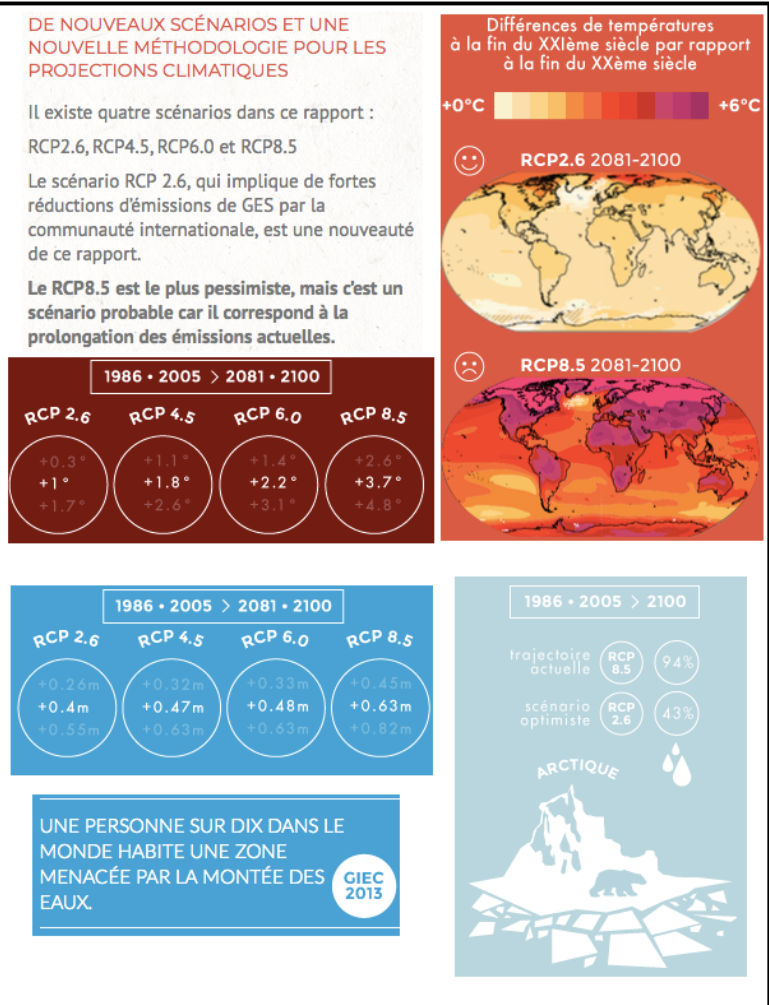 DE NOUVEAUX SCÉNARIOS ET UNE
NOUVELLE MÉTHODOLOGIE POUR LES
PROJECTIONS CLIMATIQUES
Il existe quatre scénarios dans ce rapport :
RCP2.6, RCP4.5, RCP6.0 et RCP8.5
Le scénario RCP 2.6, qui implique de fortes
réductions d'émissions de GES par la
communauté internationale, est une nouveauté
de ce rapport.
Le RCP8.5 est le plus pessimiste, mais c'est un
scénario probable car il correspond à la
prolongation des émissions actuelles.
Différences de températures
à la fin du XXIème siècle par rapport
à la fin du XXème siècle
+0°C +6°C
RCP2.6 2081-2100
RCP8.5 2081-2100
1986 • 2005 > 2081 • 2100
RCP 2.6 RCP 4.5 RCP 6.0 RCP 8.5
+0.3° +1.1° +1.4° +2.6°
+1° +1.8° +2.2° +3.7°
+1.7° +2.6° +3.1° +4.8°
1986 • 2005 > 2081 • 2100
RCP 2.6 RCP 4.5 RCP 6.0 RCP 8.5
+0.26m +0.32m +0.33m +0.45m
+0.4m +0.47m +0.48m +0.63m
+0.55m +0.63m +0.63m +0.82m
UNE PERSONNE SUR DIX DANS LE
MONDE HABITE UNE ZONE
MENACÉE PAR LA MONTÉE DES
EAUX.
GIEC
2013
1986 • 2005 > 2100
trajectoire
actuelle
RCP
8.5
94%
scénario
optimiste
RCP
2.6
43%
ARCTIQUE